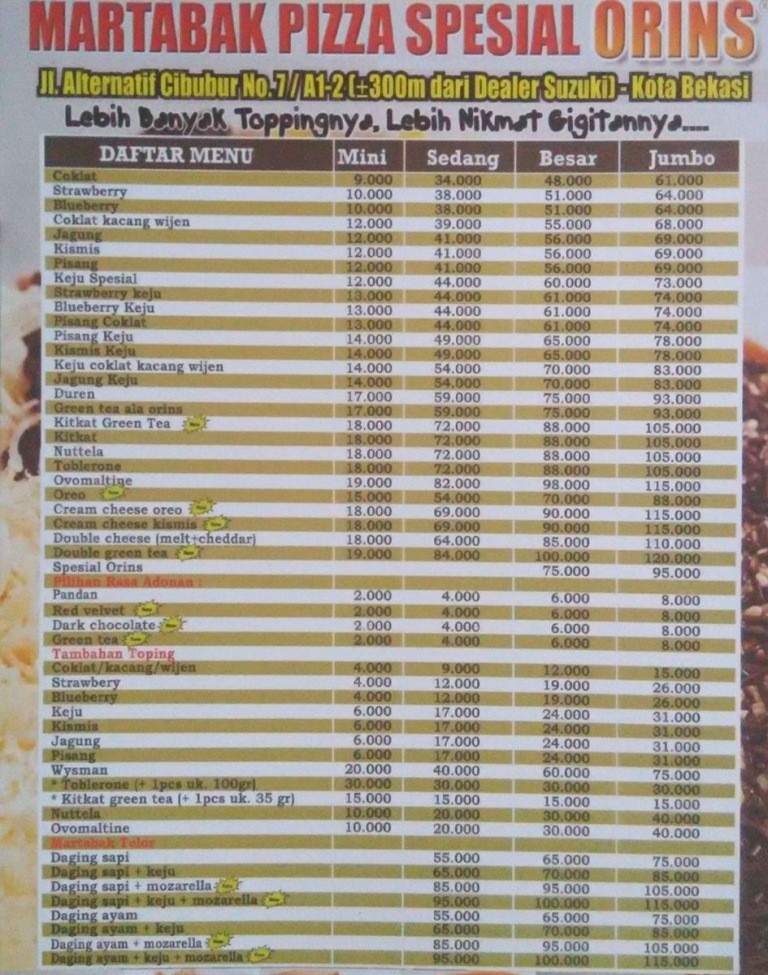 MARTABAK PIZZA SPESIAL ORINS
Jl. Alternatif Cibubur No.7 / A1-2 (±300m dari Dealer Suzuki) - Kota Bekasi
Lebih Banyak Toppingnya, Lebih Nikmat Gigitannya....
DAFTAR MENU Mini Sedang Besar Jumbo
Coklat 9.000 34.000 48.000 61.000
Strawberry 10.000 38.000 51.000 64.000
Blueberry 10.000 38.000 51.000 64.000
Coklat kacang wijen 12.000 39.000 55.000 68.000
Jagung 12.000 41.000 56.000 69.000
Kismis 12.000 41.000 56.000 69.000
Pisang 12.000 41.000 56.000 69.000
Keju Spesial 12.000 44.000 60.000 73.000
Strawberry keju 13.000 44.000 61.000 74.000
Blueberry Keju 13.000 44.000 61.000 74.000
Pisang Coklat 13.000 44.000 61.000 74.000
Pisang Keju 14.000 49.000 65.000 78.000
Kismis Keju 14.000 49.000 65.000 78.000
Keju coklat kacang wijen 14.000 54.000 70.000 83.000
Jagung Keju 14.000 54.000 70.000 83.000
Duren 17.000 59.000 75.000 93.000
Green tea ala orins 17.000 59.000 75.000 93.000
Kitkat Green Tea 18.000 72.000 88.000 105.000
Kitkat 18.000 72.000 88.000 105.000
Nuttela 18.000 72.000 88.000 105.000
Toblerone 18.000 72.000 88.000 105.000
Ovomaltine 19.000 82.000 98.000 115.000
Oreo 15.000 54.000 70.000 88.000
Cream cheese oreo 18.000 69.000 90.000 115.000
Cream cheese kismis 18.000 69.000 90.000 115.000
Double cheese (melt+cheddar) 18.000 64.000 85.000 110.000
Double green tea 19.000 84.000 100.000 120.000
Spesial Orins 75.000 95.000
Pilihan Rasa Adonan :
Pandan 2.000 4.000 6.000 8.000
Red velvet 2.000 4.000 6.000 8.000
Dark chocolate 2.000 4.000 6.000 8.000
Green tea 2.000 4.000 6.000 8.000
Tambahan Toping
Coklat/kacang/wijen 4.000 9.000 12.000 15.000
Strawbery 4.000 12.000 19.000 26.000
Blueberry 4.000 12.000 19.000 26.000
Keju 6.000 17.000 24.000 31.000
Kismis 6.000 17.000 24.000 31.000
Jagung 6.000 17.000 24.000 31.000
Pisang 6.000 17.000 24.000 31.000
Wysman 20.000 40.000 60.000 75.000
* Toblerone (+ 1pcs uk. 100gr) 30.000 30.000 30.000 30.000
* Kitkat green tea (+ 1pcs uk. 35 gr) 15.000 15.000 15.000 15.000
Nuttela 10.000 20.000 30.000 40.000
Ovomaltine 10.000 20.000 30.000 40.000
Martabak Telor
Daging sapi 55.000 65.000 75.000
Daging sapi + keju 65.000 70.000 85.000
Daging sapi + mozarella 85.000 95.000 105.000
Daging sapi + keju + mozarella 95.000 100.000 115.000
Daging ayam 55.000 65.000 75.000
Daging ayam + keju 65.000 70.000 85.000
Daging ayam + mozarella 85.000 95.000 105.000
Daging ayam + keju + mozarella 95.000 100.000 115.000